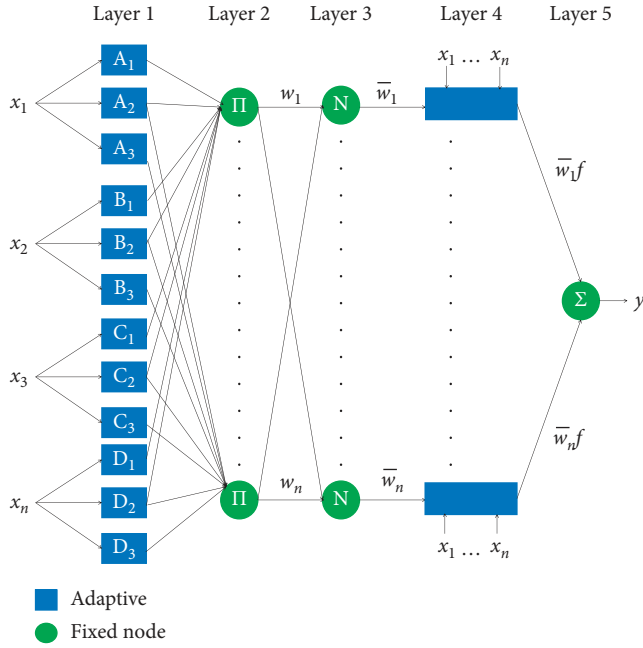 Layer 1 Layer 2 Layer 3 Layer 4 Layer 5
x₁ … xₙ
A₁
x₁ A₂ Π w₁ N w̅₁
A₃
w̅₁f
B₁
x₂ B₂
B₃
Σ y
C₁
x₃ C₂
C₃
w̅ₙf
D₁
xₙ D₂ Π wₙ N w̅ₙ
D₃
x₁ … xₙ
Adaptive
Fixed node